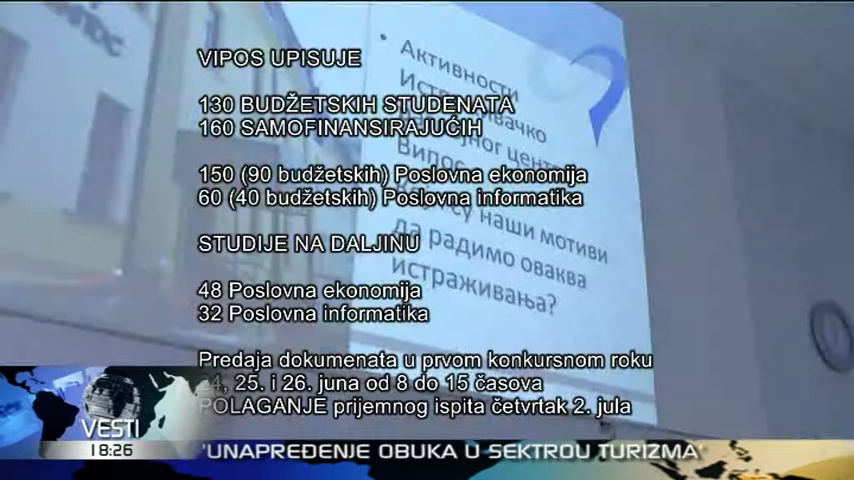 VIPOS UPISUJE
130 BUDŽETSKIH STUDENATA
160 SAMOFINANSIRAJUĆIH
150 (90 budžetskih) Poslovna ekonomija
60 (40 budžetskih) Poslovna informatika
STUDIJE NA DALJINU
48 Poslovna ekonomija
32 Poslovna informatika
Predaja dokumenata u prvom konkursnom roku
24, 25. i 26. juna od 8 do 15 časova
POLAGANJE prijemnog ispita četvrtak 2. jula
• Активности
наши мотиви
да радимо оваква
истраживања?
VESTI
18:26
'UNAPREĐENJE OBUKA U SEKTROU TURIZMA'